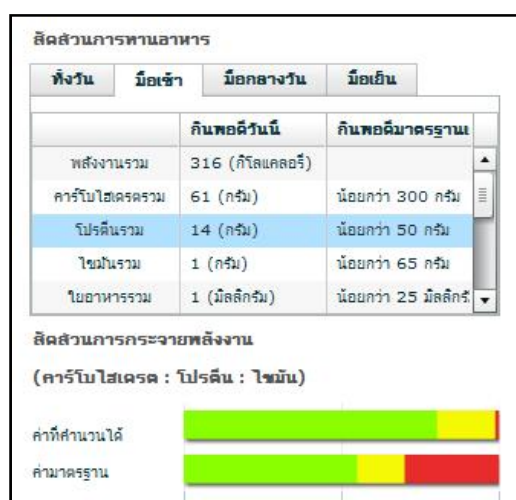 สัดส่วนการทานอาหาร
ทั้งวัน มื้อเช้า มื้อกลางวัน มื้อเย็น
กินพอดีวันนี้ กินพอดีมาตรฐานแ
พลังงานรวม 316 (กิโลแคลอรี่)
คาร์โบไฮเดรตรวม 61 (กรัม) น้อยกว่า 300 กรัม
โปรตีนรวม 14 (กรัม) น้อยกว่า 50 กรัม
ไขมันรวม 1 (กรัม) น้อยกว่า 65 กรัม
ใยอาหารรวม 1 (มิลลิกรัม) น้อยกว่า 25 มิลลิกรั
สัดส่วนการกระจายพลังงาน
(คาร์โบไฮเดรต : โปรตีน : ไขมัน)
ค่าที่คำนวนได้
ค่ามาตรฐาน